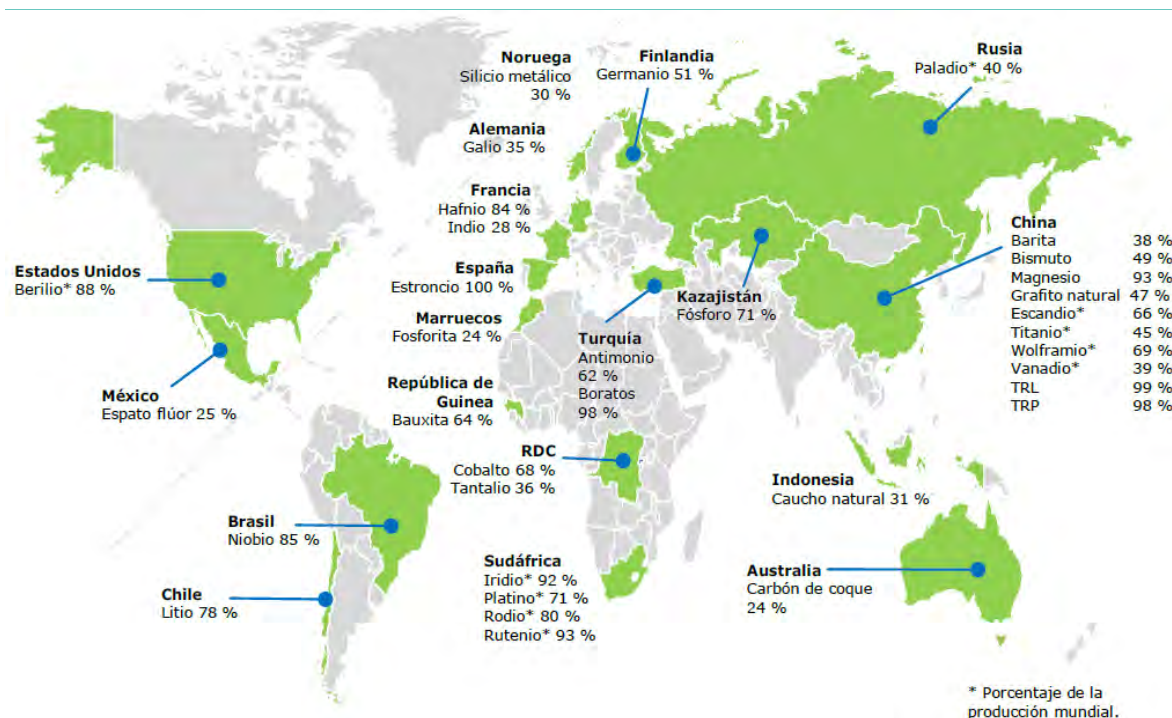 Noruega
Silicio metálico
30 %
Finlandia
Germanio 51 %
Rusia
Paladio* 40 %
Alemania
Galio 35 %
Francia
Hafnio 84 %
Indio 28 %
España
Estroncio 100 %
Marruecos
Fosforita 24 %
Estados Unidos
Berilio* 88 %
México
Espato flúor 25 %
República de
Guinea
Bauxita 64 %
Turquía
Antimonio
62 %
Boratos
98 %
Kazajistán
Fósforo 71 %
China
Barita 38 %
Bismuto 49 %
Magnesio 93 %
Grafito natural 47 %
Escandio* 66 %
Titanio* 45 %
Wolframio* 69 %
Vanadio* 39 %
TRL 99 %
TRP 98 %
RDC
Cobalto 68 %
Tantalio 36 %
Indonesia
Caucho natural 31 %
Brasil
Niobio 85 %
Chile
Litio 78 %
Sudáfrica
Iridio* 92 %
Platino* 71 %
Rodio* 80 %
Rutenio* 93 %
Australia
Carbón de coque
24 %
* Porcentaje de la
producción mundial.